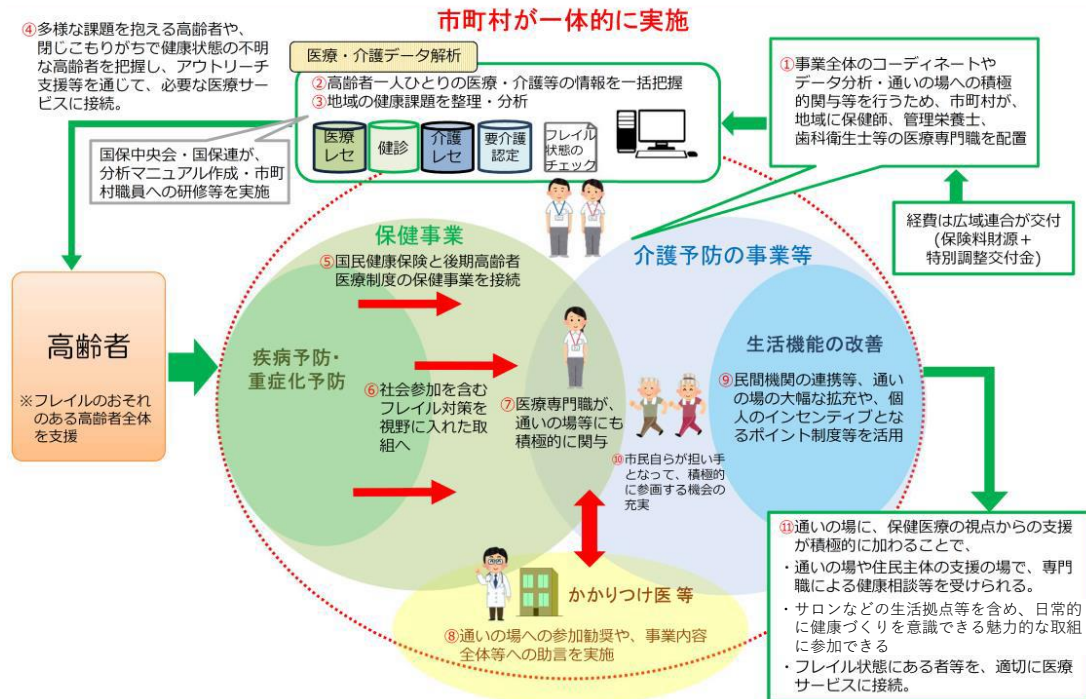 市町村が一体的に実施
④多様な課題を抱える高齢者や、
閉じこもりがちで健康状態の不明
な高齢者を把握し、アウトリーチ
支援等を通じて、必要な医療サー
ビスに接続。
医療・介護データ解析
②高齢者一人ひとりの医療・介護等の情報を一括把握
③地域の健康課題を整理・分析
医療
レセ
健診
介護
レセ
要介護
認定
フレイル
状態の
チェック
①事業全体のコーディネートや
データ分析・通いの場への積極
的関与等を行うため、市町村が、
地域に保健師、管理栄養士、
歯科衛生士等の医療専門職を配置
国保中央会・国保連が、
分析マニュアル作成・市町
村職員への研修等を実施
経費は広域連合が交付
(保険料財源＋
特別調整交付金)
保健事業
⑤国民健康保険と後期高齢者
医療制度の保健事業を接続
介護予防の事業等
高齢者
※フレイルのおそれ
のある高齢者全体
を支援
疾病予防・
重症化予防
⑥社会参加を含む
フレイル対策を
視野に入れた取
組へ
⑦医療専門職が、
通いの場等にも
積極的に関与
生活機能の改善
⑨民間機関の連携等、通い
の場の大幅な拡充や、個
人のインセンティブとな
るポイント制度等を活用
⑩市民自らが担い手
となって、積極的
に参画する機会の
充実
かかりつけ医 等
⑧通いの場への参加勧奨や、事業内容
全体等への助言を実施
⑪通いの場に、保健医療の視点からの支援
が積極的に加わることで、
・通いの場や住民主体の支援の場で、専門
職による健康相談等を受けられる。
・サロンなどの生活拠点等を含め、日常的
に健康づくりを意識できる魅力的な取組
に参加できる
・フレイル状態にある者等を、適切に医療
サービスに接続。